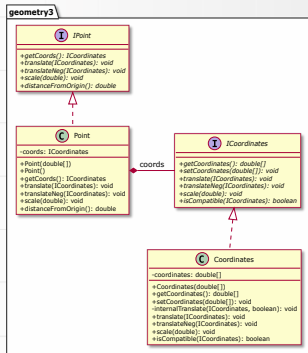 geometry3
I IPoint
+getCoords(): ICoordinates
+translate(ICoordinates): void
+translateNeg(ICoordinates): void
+scale(double): void
+distanceFromOrigin(): double
C Point
-coords: ICoordinates
+Point(double[])
+Point()
+getCoords(): ICoordinates
+translate(ICoordinates): void
+translateNeg(ICoordinates): void
+scale(double): void
+distanceFromOrigin(): double
coords
I ICoordinates
+getCoordinates(): double[]
+setCoordinates(double[]): void
+translate(ICoordinates): void
+translateNeg(ICoordinates): void
+scale(double): void
+isCompatible(ICoordinates): boolean
C Coordinates
-coordinates: double[]
+Coordinates(double[])
+getCoordinates(): double[]
+setCoordinates(double[]): void
-internalTranslate(ICoordinates, boolean): void
+translate(ICoordinates): void
+translateNeg(ICoordinates): void
+scale(double): void
+isCompatible(ICoordinates): boolean